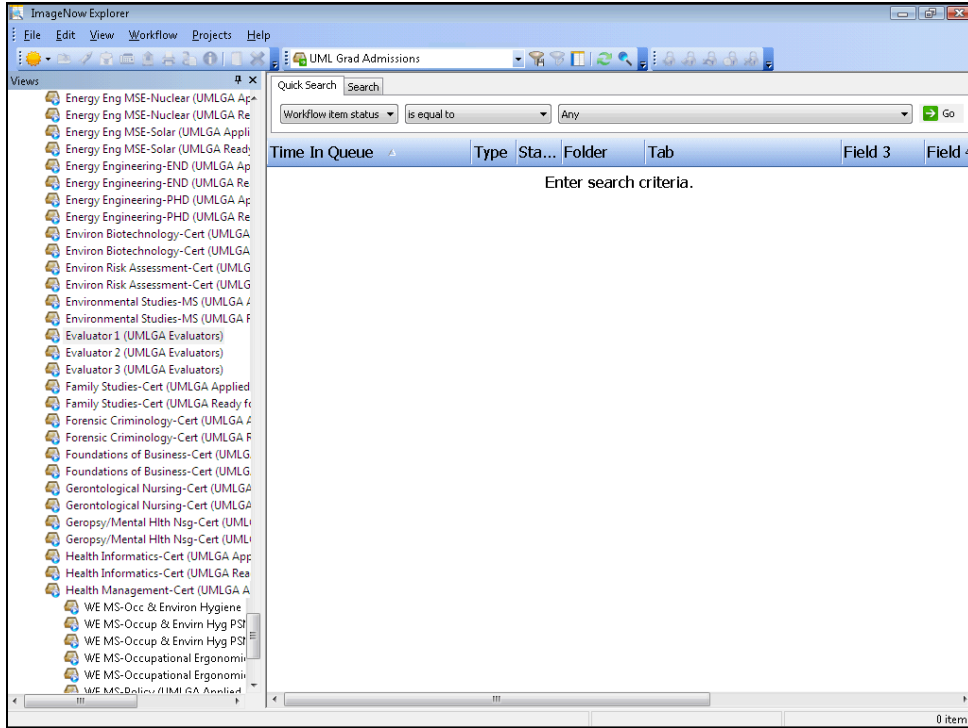 ImageNow Explorer
File Edit View Workflow Projects Help
UML Grad Admissions
Views
Quick Search Search
Workflow item status is equal to Any Go
Time In Queue Type Sta... Folder Tab Field 3 Field
Enter search criteria.
Energy Eng MSE-Nuclear (UMLGA Ap
Energy Eng MSE-Nuclear (UMLGA Re
Energy Eng MSE-Solar (UMLGA Appli
Energy Eng MSE-Solar (UMLGA Ready
Energy Engineering-END (UMLGA Ap
Energy Engineering-END (UMLGA Re
Energy Engineering-PHD (UMLGA Ap
Energy Engineering-PHD (UMLGA Re
Environ Biotechnology-Cert (UMLGA
Environ Biotechnology-Cert (UMLGA
Environ Risk Assessment-Cert (UMLG
Environ Risk Assessment-Cert (UMLG
Environmental Studies-MS (UMLGA A
Environmental Studies-MS (UMLGA R
Evaluator 1 (UMLGA Evaluators)
Evaluator 2 (UMLGA Evaluators)
Evaluator 3 (UMLGA Evaluators)
Family Studies-Cert (UMLGA Applied
Family Studies-Cert (UMLGA Ready fo
Forensic Criminology-Cert (UMLGA A
Forensic Criminology-Cert (UMLGA R
Foundations of Business-Cert (UMLG
Foundations of Business-Cert (UMLG
Gerontological Nursing-Cert (UMLGA
Gerontological Nursing-Cert (UMLGA
Geropsy/Mental Hlth Nsg-Cert (UML
Geropsy/Mental Hlth Nsg-Cert (UML
Health Informatics-Cert (UMLGA App
Health Informatics-Cert (UMLGA Rea
Health Management-Cert (UMLGA A
WE MS-Occ & Environ Hygiene
WE MS-Occup & Envirn Hyg PSM
WE MS-Occup & Envirn Hyg PSM
WE MS-Occupational Ergonomi
WE MS-Occupational Ergonomi
WE MS-Policy (UMLGA Applied
0 item